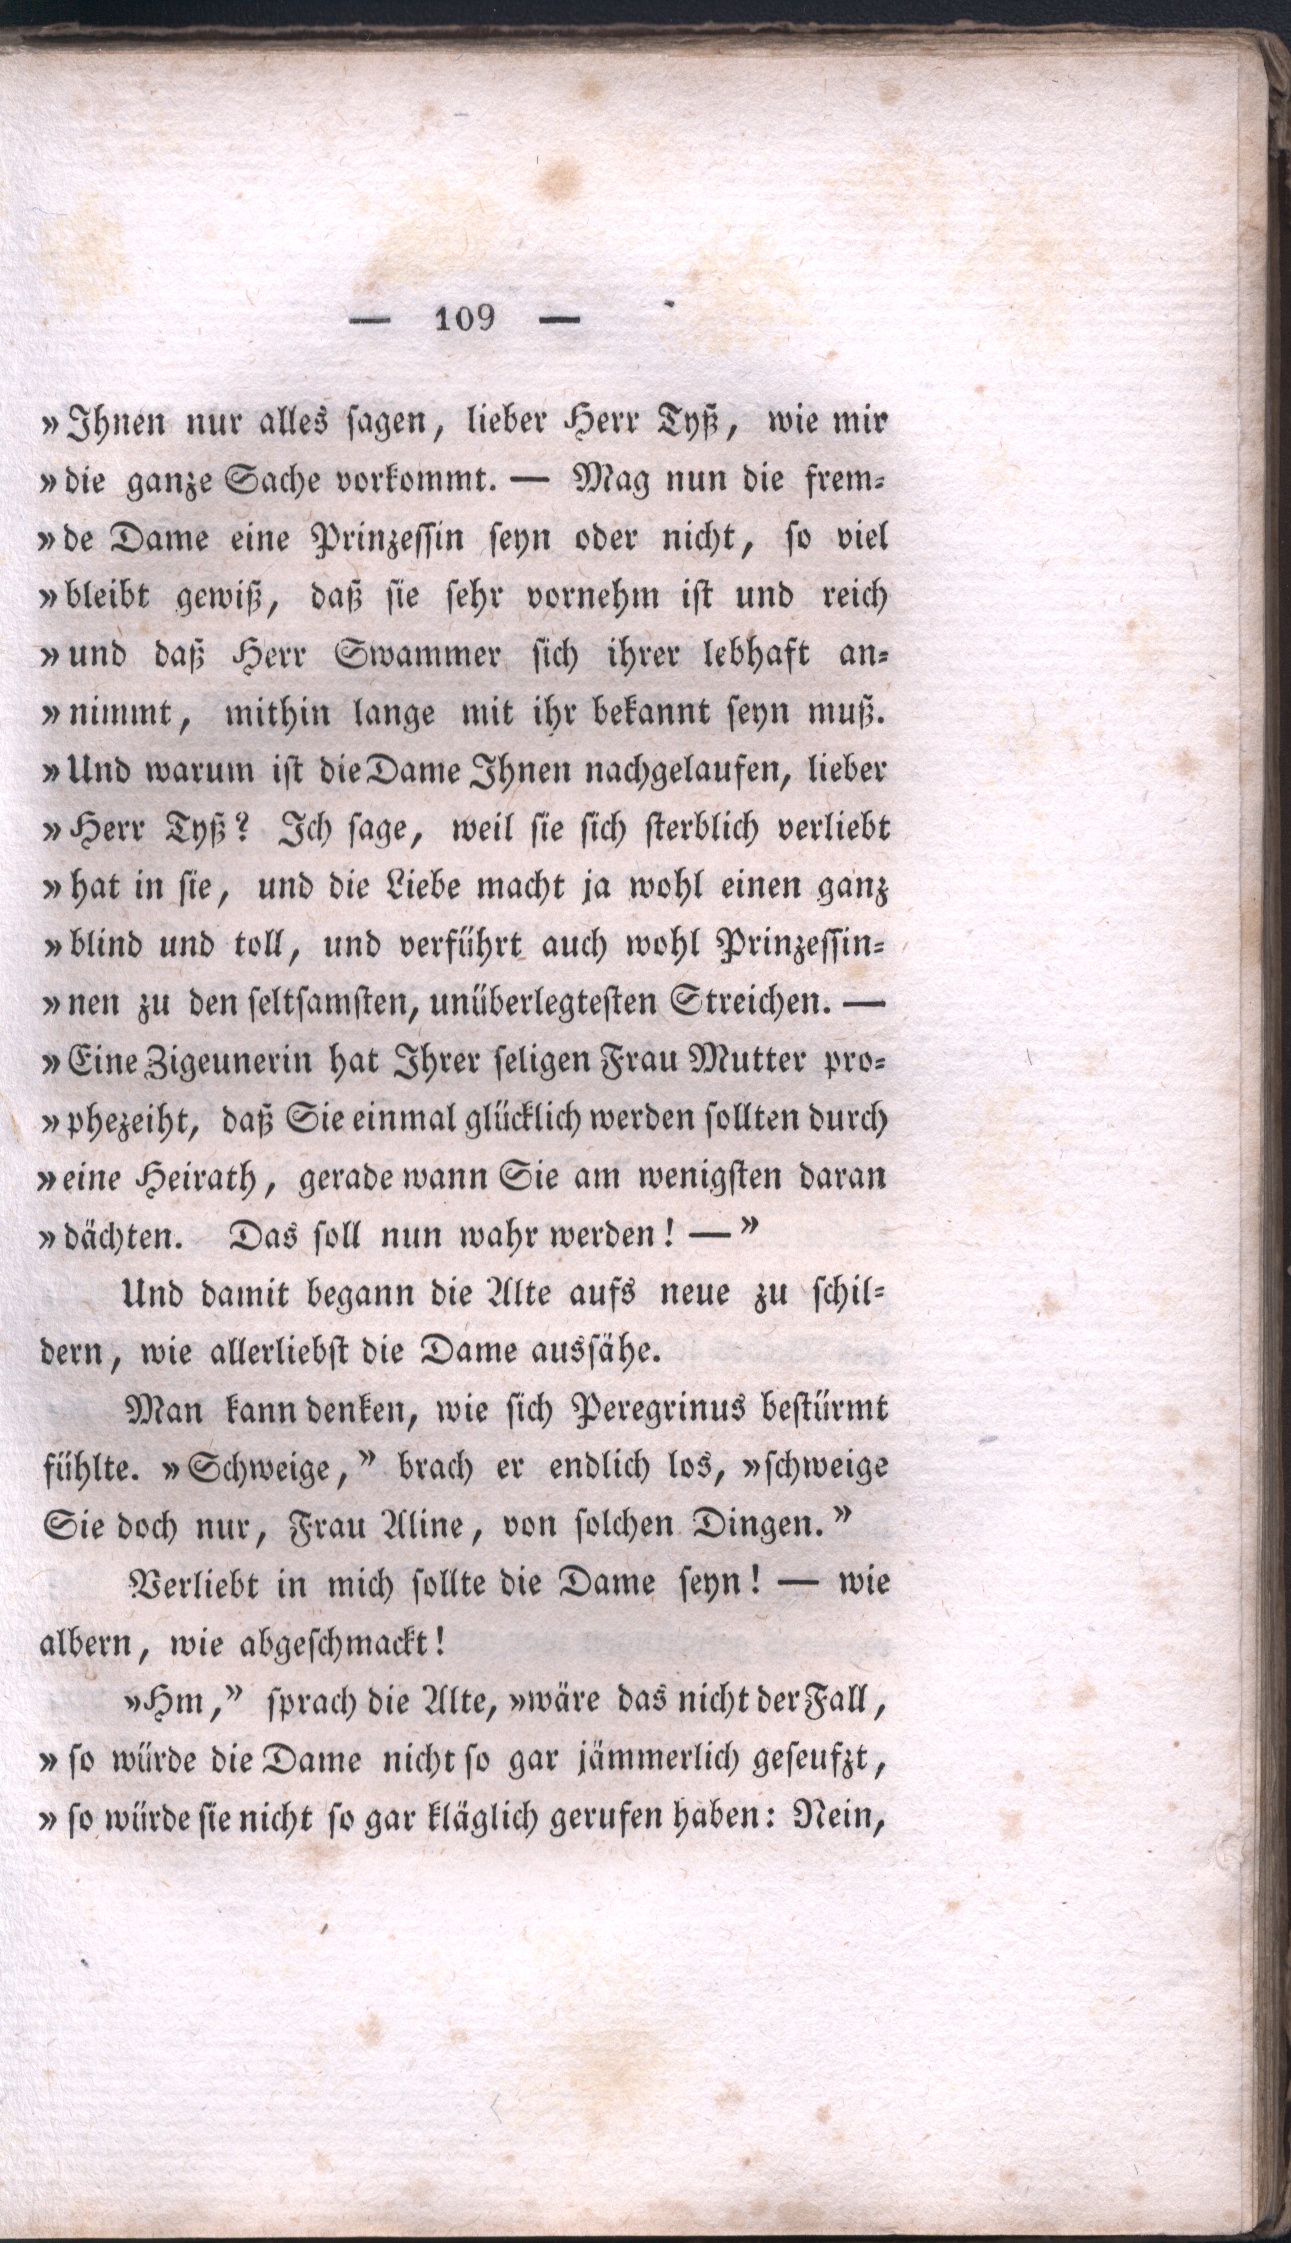 — 109 —
»Ihnen nur alles ſagen, lieber Herr Tyß, wie mir
»die ganze Sache vorkommt. — Mag nun die frem⸗
»de Dame eine Prinzeſſin ſeyn oder nicht, ſo viel
»bleibt gewiß, daß ſie ſehr vornehm iſt und reich
»und daß Herr Swammer ſich ihrer lebhaft an⸗
»nimmt, mithin lange mit ihr bekannt ſeyn muß.
»Und warum iſt die Dame Ihnen nachgelaufen, lieber
»Herr Tyß? Ich ſage, weil ſie ſich ſterblich verliebt
»hat in ſie, und die Liebe macht ja wohl einen ganz
»blind und toll, und verführt auch wohl Prinzeſſin⸗
»nen zu den ſeltſamſten, unüberlegteſten Streichen. —
»Eine Zigeunerin hat Ihrer ſeligen Frau Mutter pro⸗
»phezeiht, daß Sie einmal glücklich werden ſollten durch
»eine Heirath, gerade wann Sie am wenigſten daran
»dächten. Das ſoll nun wahr werden! — ”
Und damit begann die Alte aufs neue zu ſchil⸗
dern, wie allerliebſt die Dame ausſähe.
Man kann denken, wie ſich Peregrinus beſtürmt
fühlte. »Schweige,” brach er endlich los, »ſchweige
Sie doch nur, Frau Aline, von ſolchen Dingen.”
Verliebt in mich ſollte die Dame ſeyn! — wie
albern, wie abgeſchmackt!
»Hm,” ſprach die Alte, »wäre das nicht der Fall,
»ſo würde die Dame nicht ſo gar jämmerlich geſeufzt,
»ſo würde ſie nicht ſo gar kläglich gerufen haben: Nein,